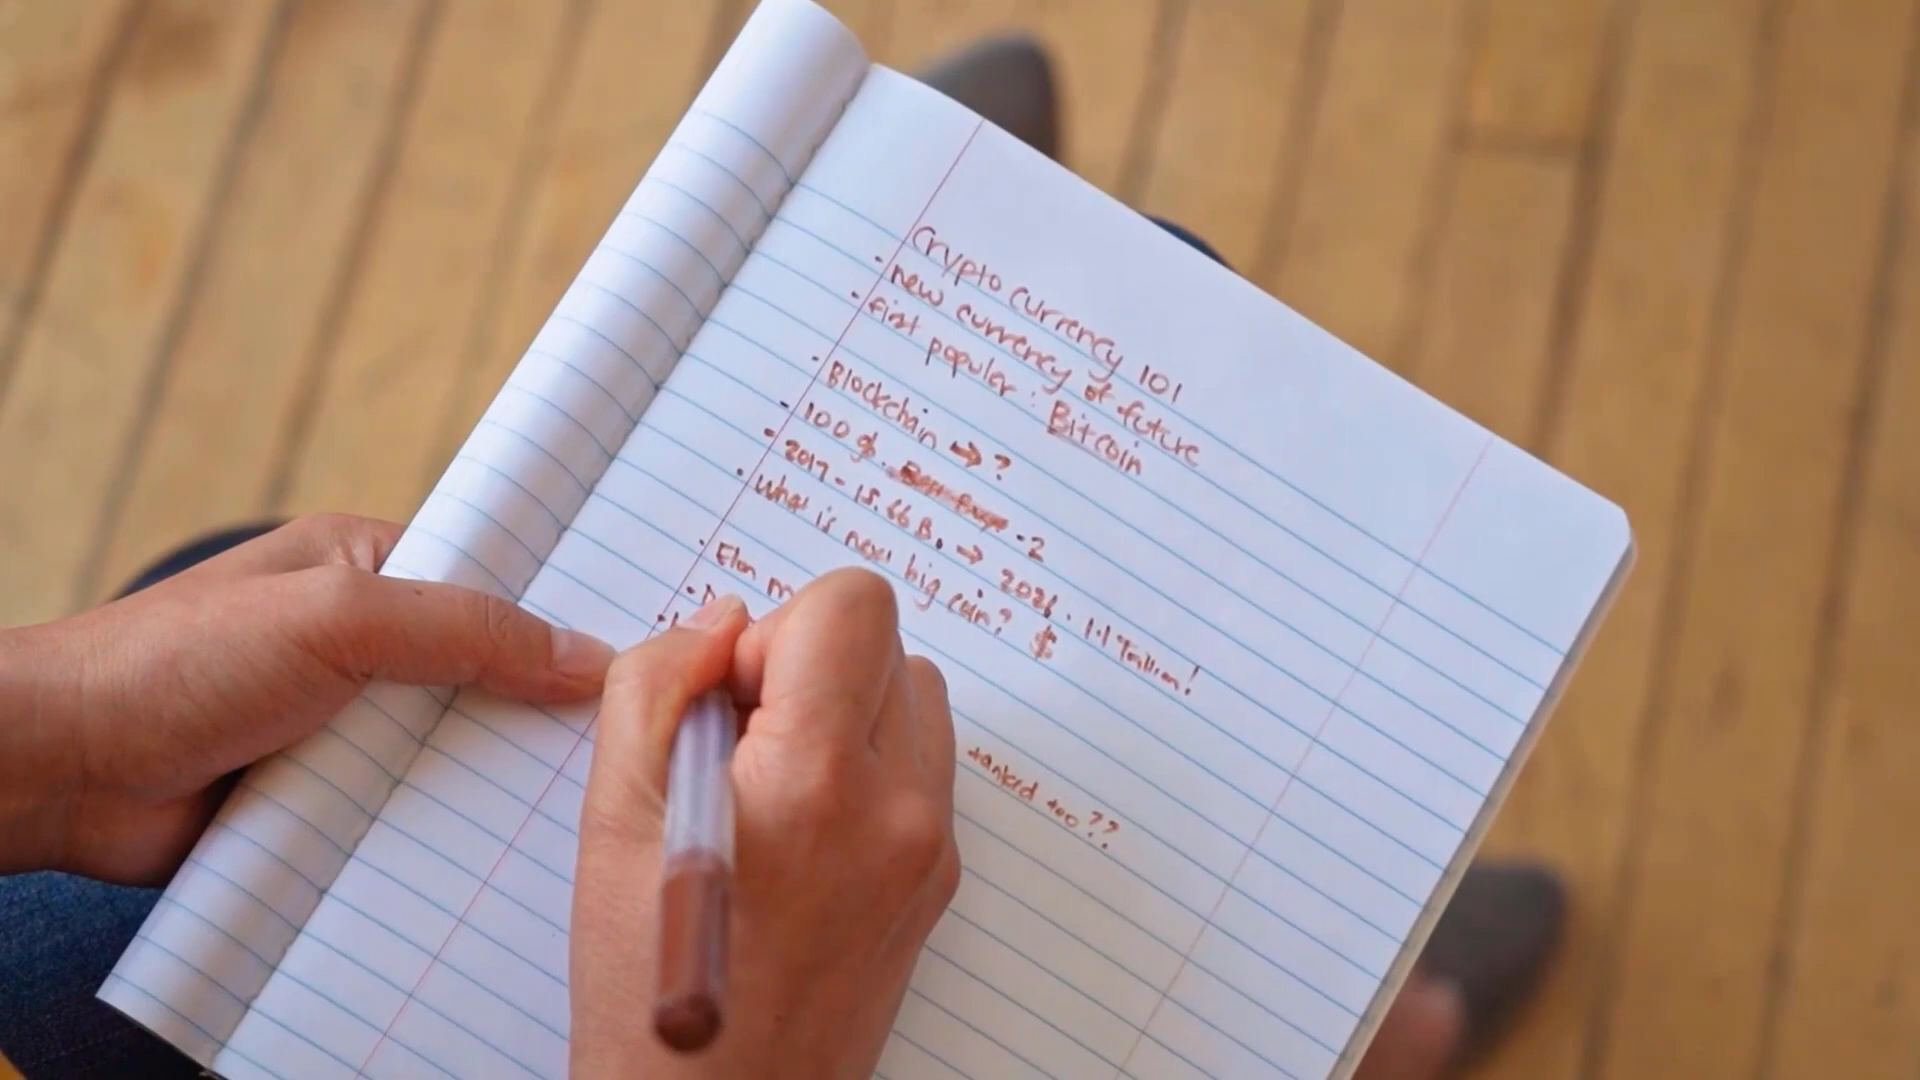 Crypto currency 101
· new currency of future
· first popular : Bitcoin
· Blockchain → ?
- 100 %. - 2
· 2017 - 15.66 B. → 2021 · 1.1 Trillion!
· What is next big coin? $
· Elon m
tanked too ??